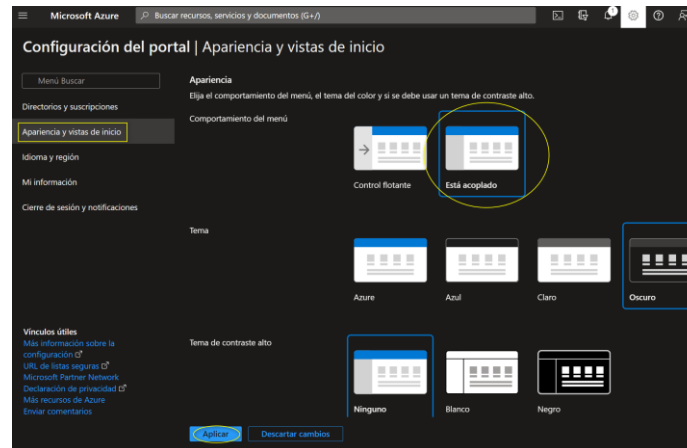 Microsoft Azure
Buscar recursos, servicios y documentos (G+/)
1
Configuración del portal | Apariencia y vistas de inicio
Menú Buscar
Directorios y suscripciones
Apariencia y vistas de inicio
Idioma y región
Mi información
Cierre de sesión y notificaciones
Vínculos útiles
Más información sobre la
configuración
URL de listas seguras
Microsoft Partner Network
Declaración de privacidad
Más recursos de Azure
Enviar comentarios
Apariencia
Elija el comportamiento del menú, el tema del color y si se debe usar un tema de contraste alto.
Comportamiento del menú
Control flotante
Está acoplado
Tema
Azure
Azul
Claro
Oscuro
Tema de contraste alto
Ninguno
Blanco
Negro
Aplicar
Descartar cambios